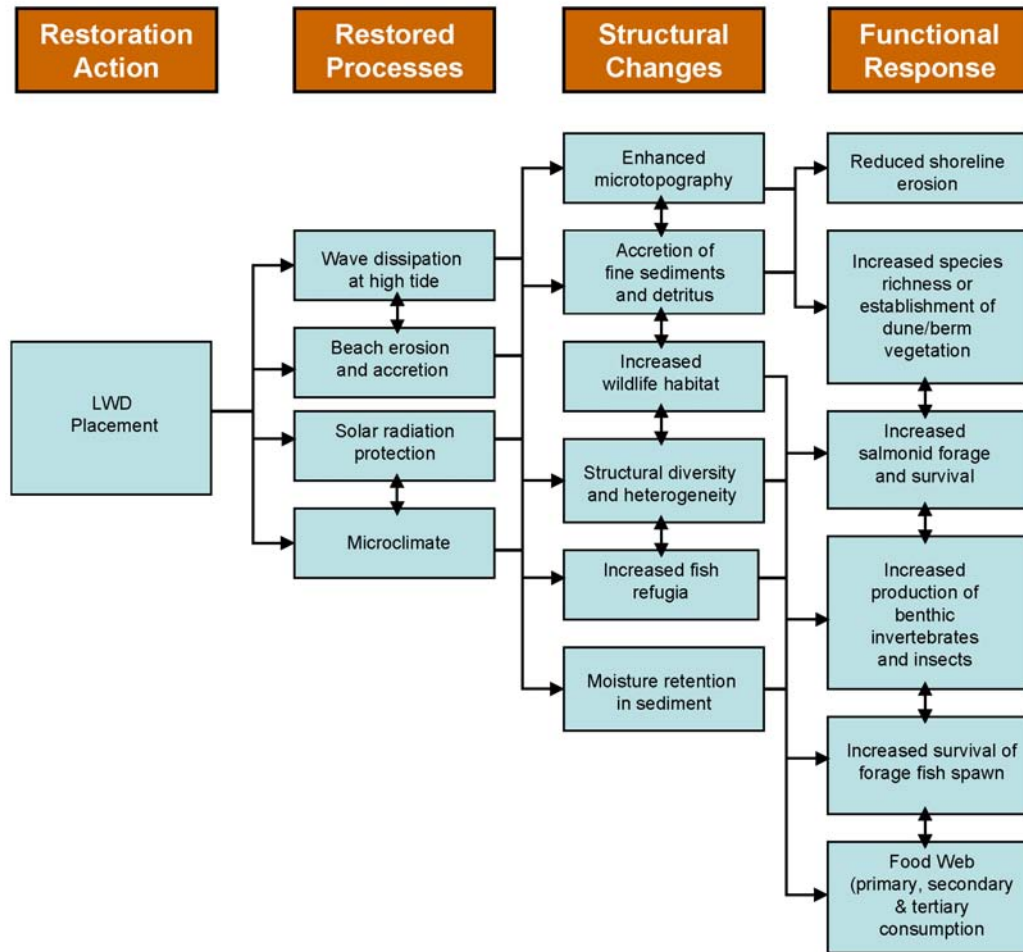 Restoration
Action
Restored
Processes
Structural
Changes
Functional
Response
LWD
Placement
Wave dissipation
at high tide
Beach erosion
and accretion
Solar radiation
protection
Microclimate
Enhanced
microtopography
Accretion of
fine sediments
and detritus
Increased
wildlife habitat
Structural diversity
and heterogeneity
Increased fish
refugia
Moisture retention
in sediment
Reduced shoreline
erosion
Increased species
richness or
establishment of
dune/berm
vegetation
Increased
salmonid forage
and survival
Increased
production of
benthic
invertebrates
and insects
Increased survival of
forage fish spawn
Food Web
(primary, secondary
& tertiary
consumption